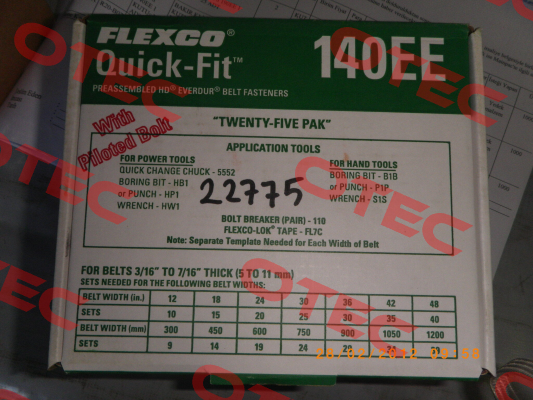 FLEXCO®
Quick-Fit™
140EE
PREASSEMBLED HD® EVERDUR® BELT FASTENERS
"TWENTY-FIVE PAK"
With
Piloted Bolt
APPLICATION TOOLS
FOR POWER TOOLS
QUICK CHANGE CHUCK - 5552
BORING BIT - HB1
or PUNCH - HP1
WRENCH - HW1
22775
FOR HAND TOOLS
BORING BIT - B1B
or PUNCH - P1P
WRENCH - S1S
BOLT BREAKER (PAIR) - 110
FLEXCO-LOK® TAPE - FL7C
Note: Separate Template Needed for Each Width of Belt
FOR BELTS 3/16" TO 7/16" THICK (5 TO 11 mm)
SETS NEEDED FOR THE FOLLOWING BELT WIDTHS:
BELT WIDTH (in.) 12 18 24 30 36 42 48
SETS 10 15 20 25 30 35 40
BELT WIDTH (mm) 300 450 600 750 900 1050 1200
SETS 9 14 19 24
OTEC